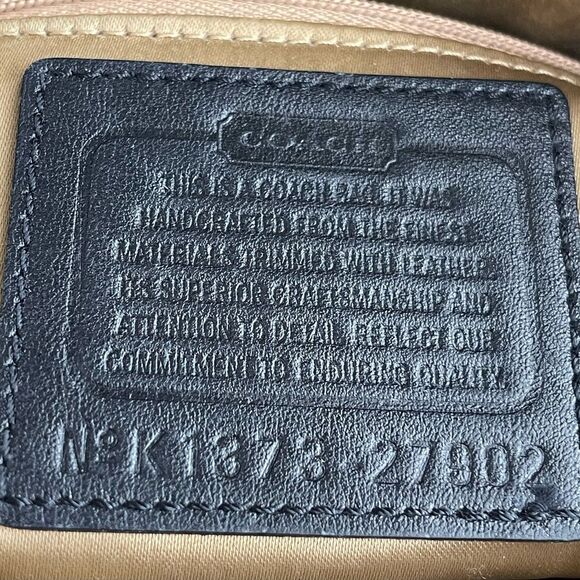 COACH
THIS IS A COACH BAG. IT WAS
HANDCRAFTED FROM THE FINEST
MATERIALS TRIMMED WITH LEATHER.
ITS SUPERIOR CRAFTSMANSHIP AND
ATTENTION TO DETAIL REFLECT OUR
COMMITMENT TO ENDURING QUALITY.
NºK1373-27902